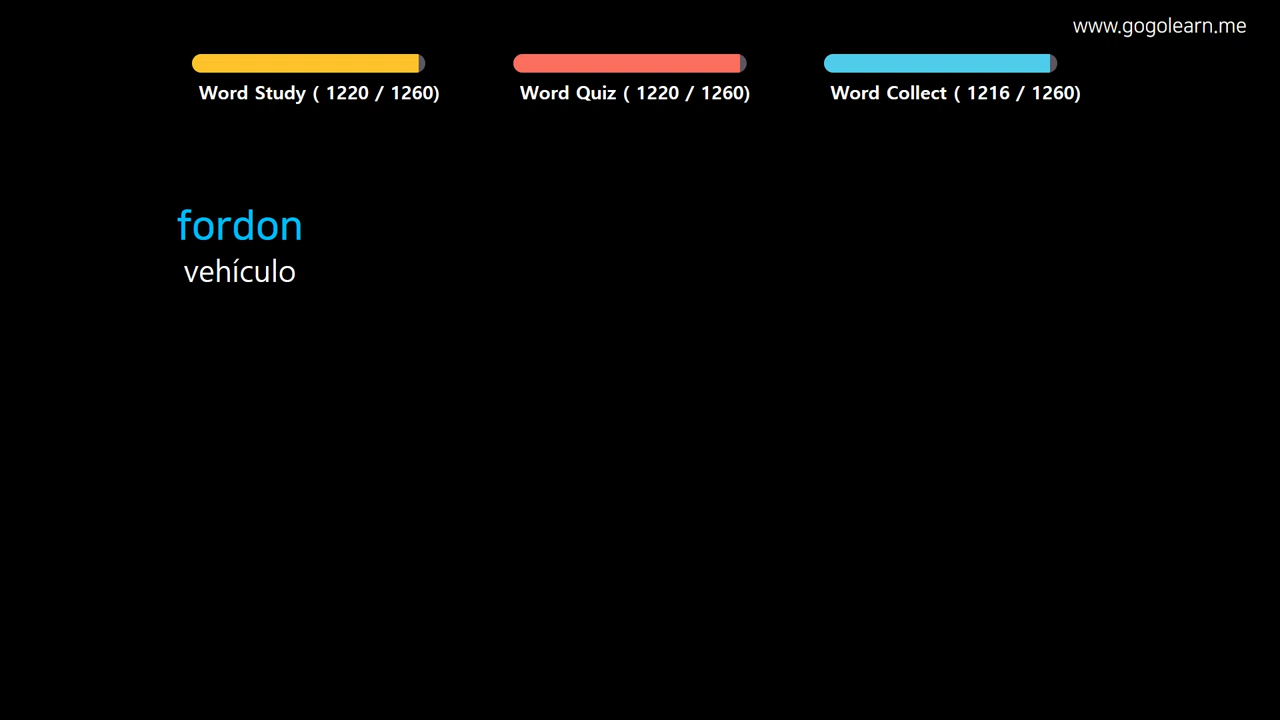 www.gogolearn.me
Word Study ( 1220 / 1260)
Word Quiz ( 1220 / 1260)
Word Collect ( 1216 / 1260)
fordon
vehículo